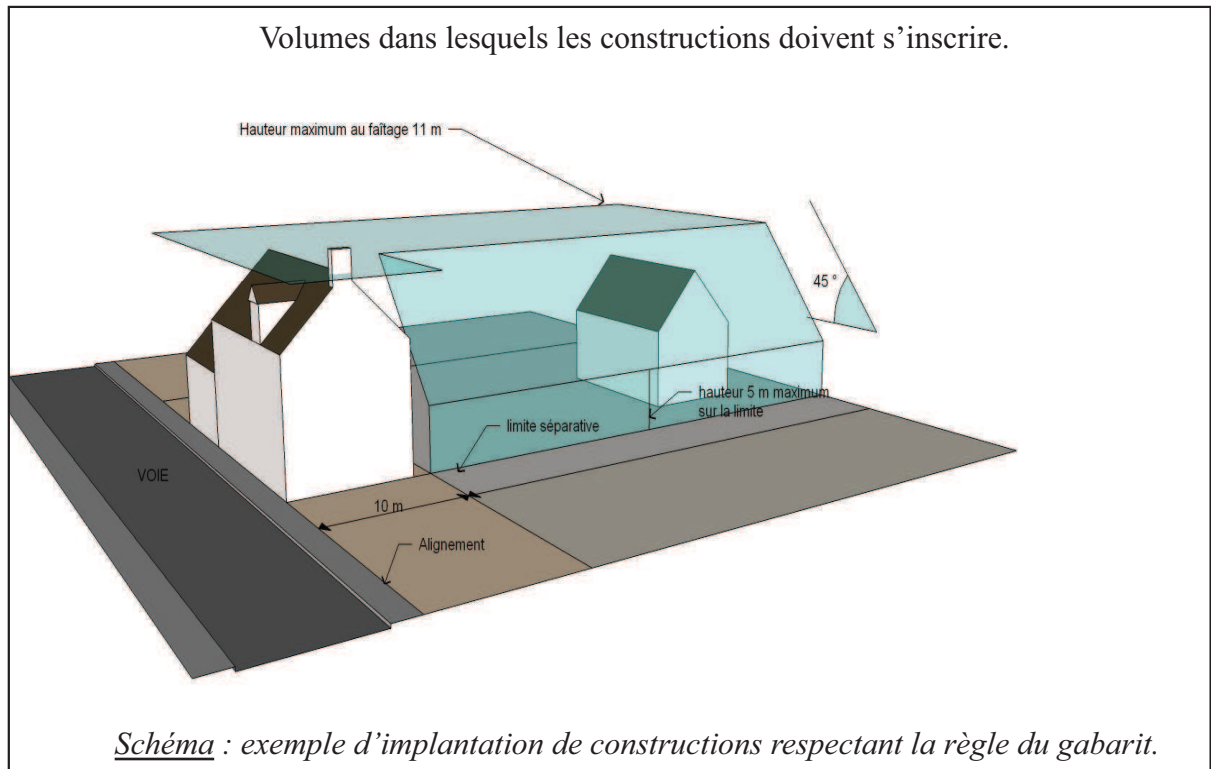 Volumes dans lesquels les constructions doivent s’inscrire.
Hauteur maximum au faîtage 11 m
45 °
hauteur 5 m maximum
sur la limite
limite séparative
VOIE
10 m
Alignement
Schéma : exemple d’implantation de constructions respectant la règle du gabarit.